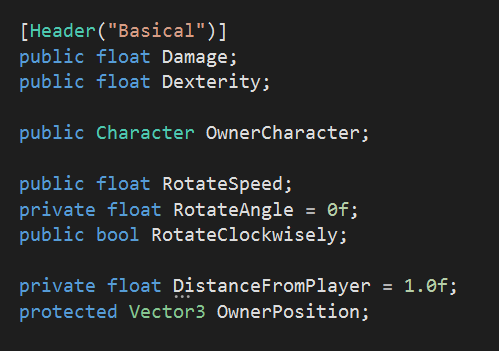 [Header("Basical")]
public float Damage;
public float Dexterity;
public Character OwnerCharacter;
public float RotateSpeed;
private float RotateAngle = 0f;
public bool RotateClockwisely;
private float DistanceFromPlayer = 1.0f;
protected Vector3 OwnerPosition;